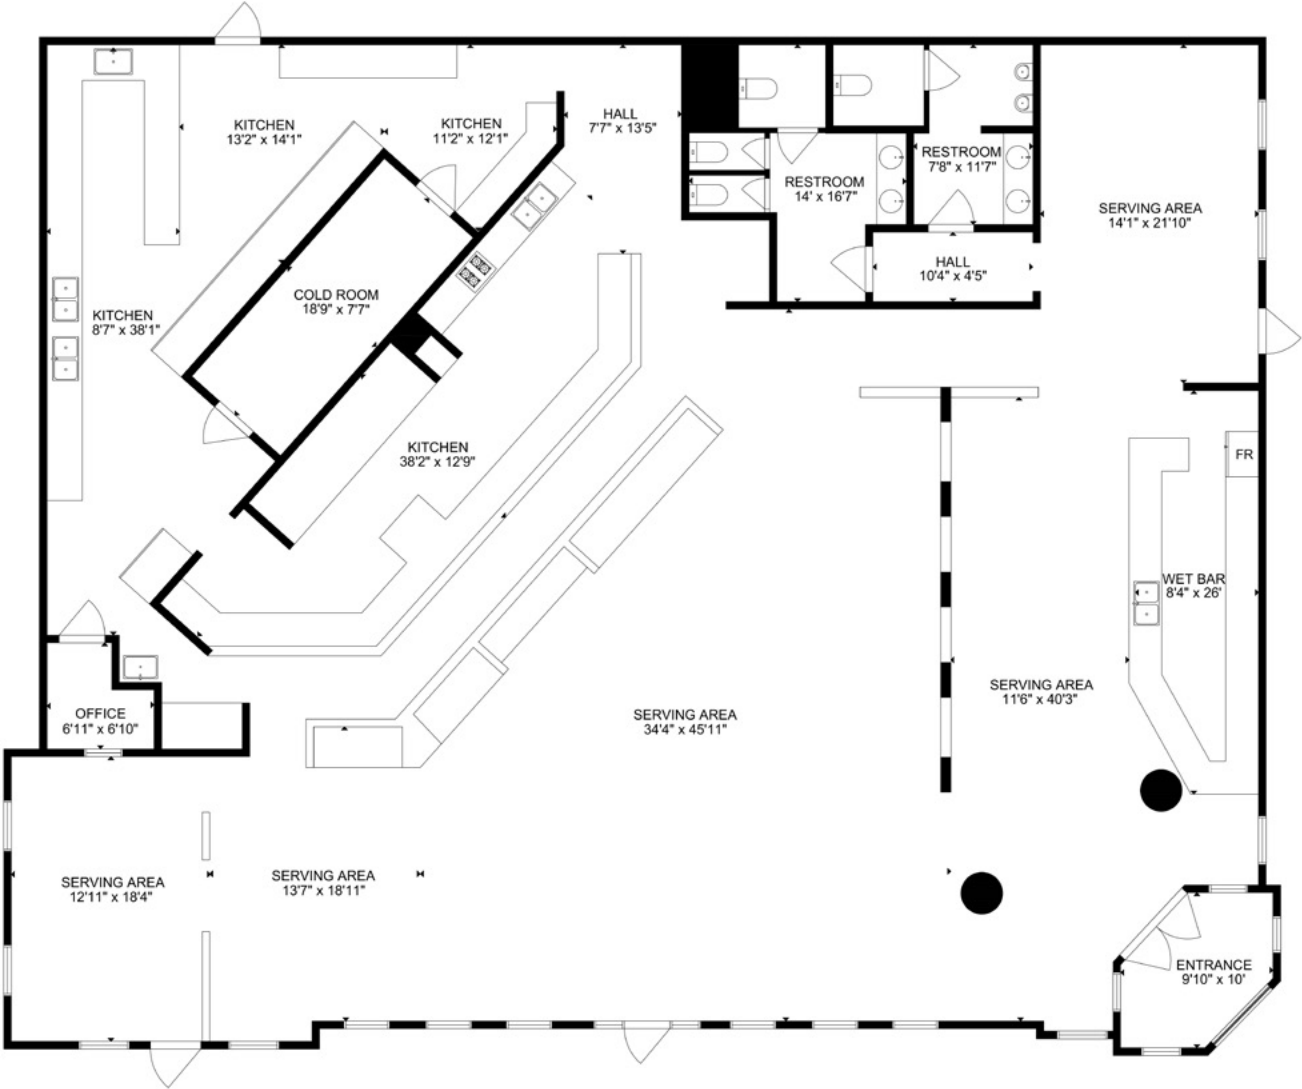 KITCHEN
13'2" x 14'1"
KITCHEN
11'2" x 12'1"
HALL
7'7" x 13'5"
RESTROOM
14' x 16'7"
RESTROOM
7'8" x 11'7"
SERVING AREA
14'1" x 21'10"
HALL
10'4" x 4'5"
COLD ROOM
18'9" x 7'7"
KITCHEN
8'7" x 38'1"
KITCHEN
38'2" x 12'9"
FR
WET BAR
8'4" x 26'
SERVING AREA
11'6" x 40'3"
OFFICE
6'11" x 6'10"
SERVING AREA
34'4" x 45'11"
SERVING AREA
12'11" x 18'4"
SERVING AREA
13'7" x 18'11"
ENTRANCE
9'10" x 10'